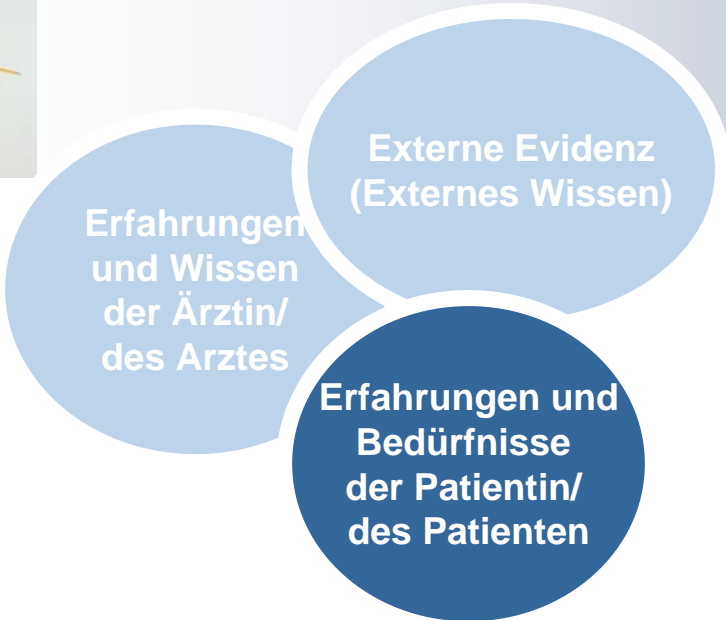 Externe Evidenz
(Externes Wissen)
Erfahrungen
und Wissen
der Ärztin/
des Arztes
Erfahrungen und
Bedürfnisse
der Patientin/
des Patienten